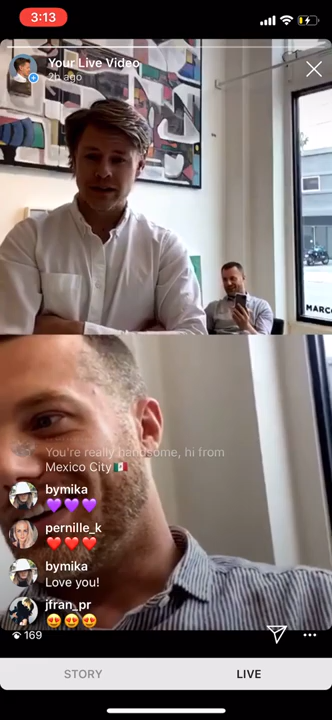 3:13
Your Live Video
2h ago
MARCO
You're really handsome, hi from
Mexico City🇲🇽
bymika
💜💜💜
pernille_k
❤️❤️❤️
bymika
Love you!
jfran_pr
😍😍😍
169
STORY
LIVE